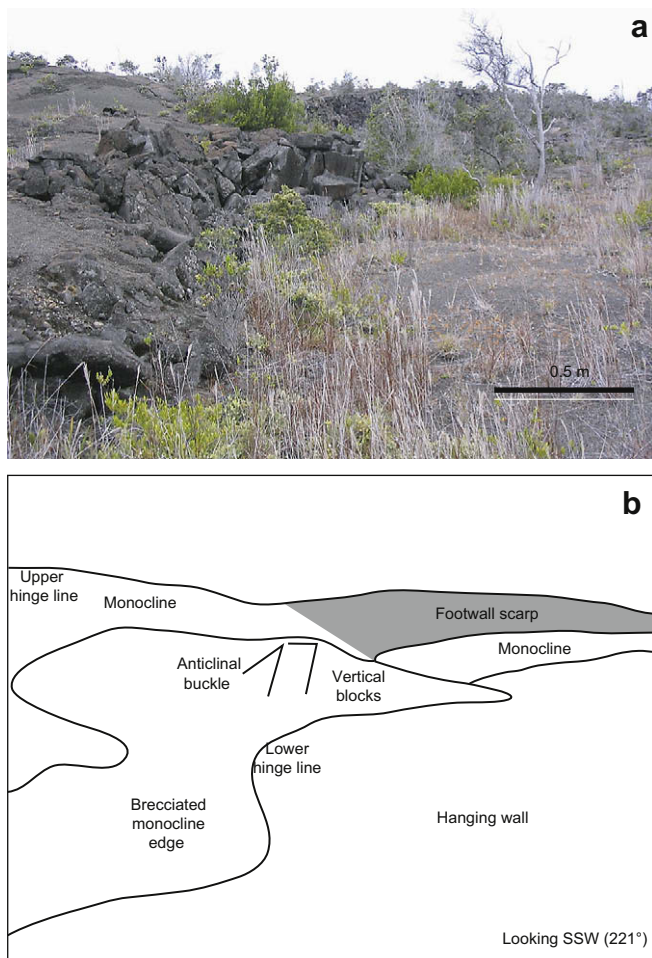 a
0.5 m
b
Upper
hinge line
Monocline
Footwall scarp
Monocline
Anticlinal
buckle
Vertical
blocks
Lower
hinge line
Brecciated
monocline
edge
Hanging wall
Looking SSW (221°)